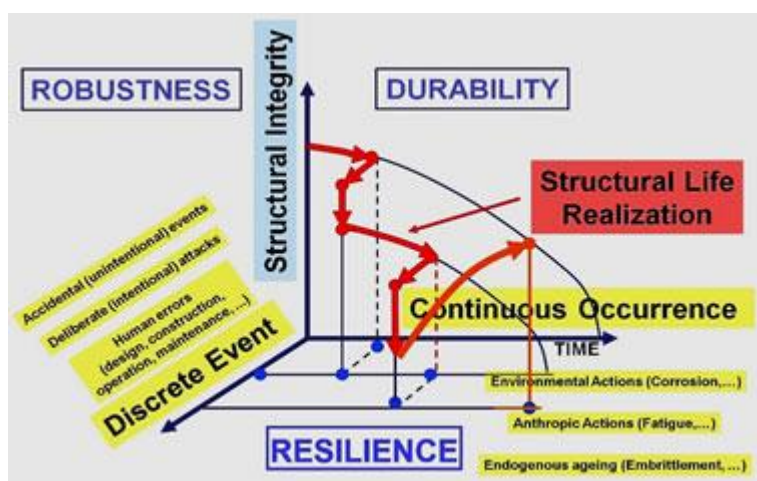 ROBUSTNESS
DURABILITY
Structural Integrity
Structural Life
Realization
Accidental (unintentional) events
Deliberate (intentional) attacks
Human errors
(design, construction,
operation, maintenance, ...)
Discrete Event
Continuous Occurrence
TIME
Environmental Actions (Corrosion,...)
Anthropic Actions (Fatigue,...)
Endogenous ageing (Embrittlement, ...)
RESILIENCE